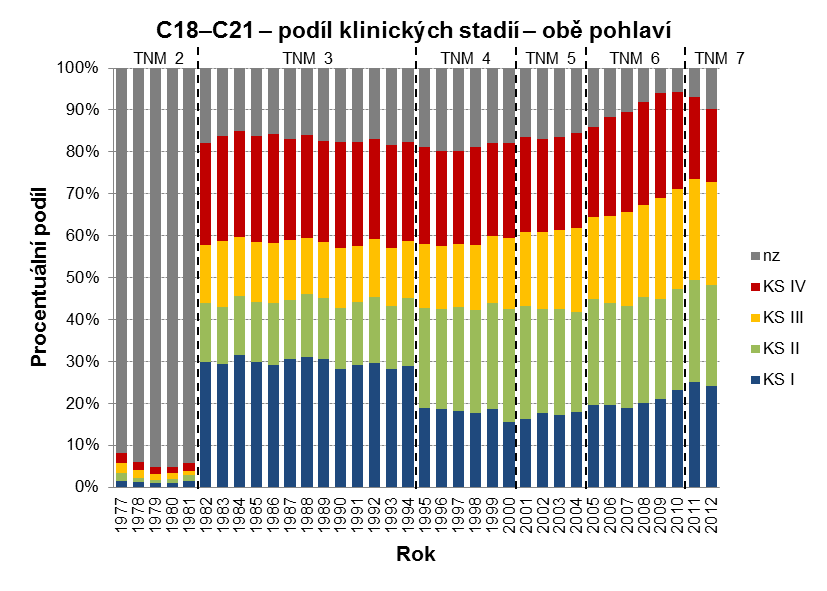 C18–C21 – podíl klinických stadií – obě pohlaví
TNM 2 TNM 3 TNM 4 TNM 5 TNM 6 TNM 7
100%
90%
80%
70%
60%
50%
40%
30%
20%
10%
0%
Procentuální podíl
nz
KS IV
KS III
KS II
KS I
1977 1978 1979 1980 1981 1982 1983 1984 1985 1986 1987 1988 1989 1990 1991 1992 1993 1994 1995 1996 1997 1998 1999 2000 2001 2002 2003 2004 2005 2006 2007 2008 2009 2010 2011 2012
Rok